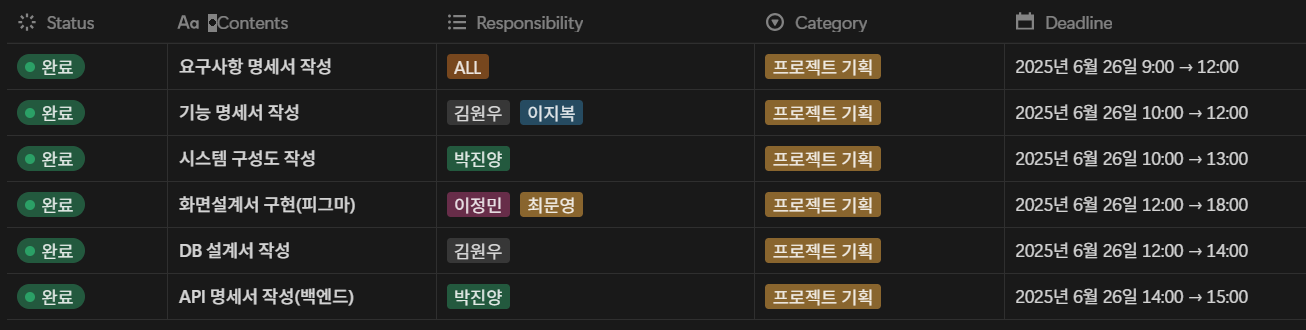 Status Aa Contents Responsibility Category Deadline
완료 요구사항 명세서 작성 ALL 프로젝트 기획 2025년 6월 26일 9:00 → 12:00
완료 기능 명세서 작성 김원우 이지복 프로젝트 기획 2025년 6월 26일 10:00 → 12:00
완료 시스템 구성도 작성 박진양 프로젝트 기획 2025년 6월 26일 10:00 → 13:00
완료 화면설계서 구현(피그마) 이정민 최문영 프로젝트 기획 2025년 6월 26일 12:00 → 18:00
완료 DB 설계서 작성 김원우 프로젝트 기획 2025년 6월 26일 12:00 → 14:00
완료 API 명세서 작성(백엔드) 박진양 프로젝트 기획 2025년 6월 26일 14:00 → 15:00